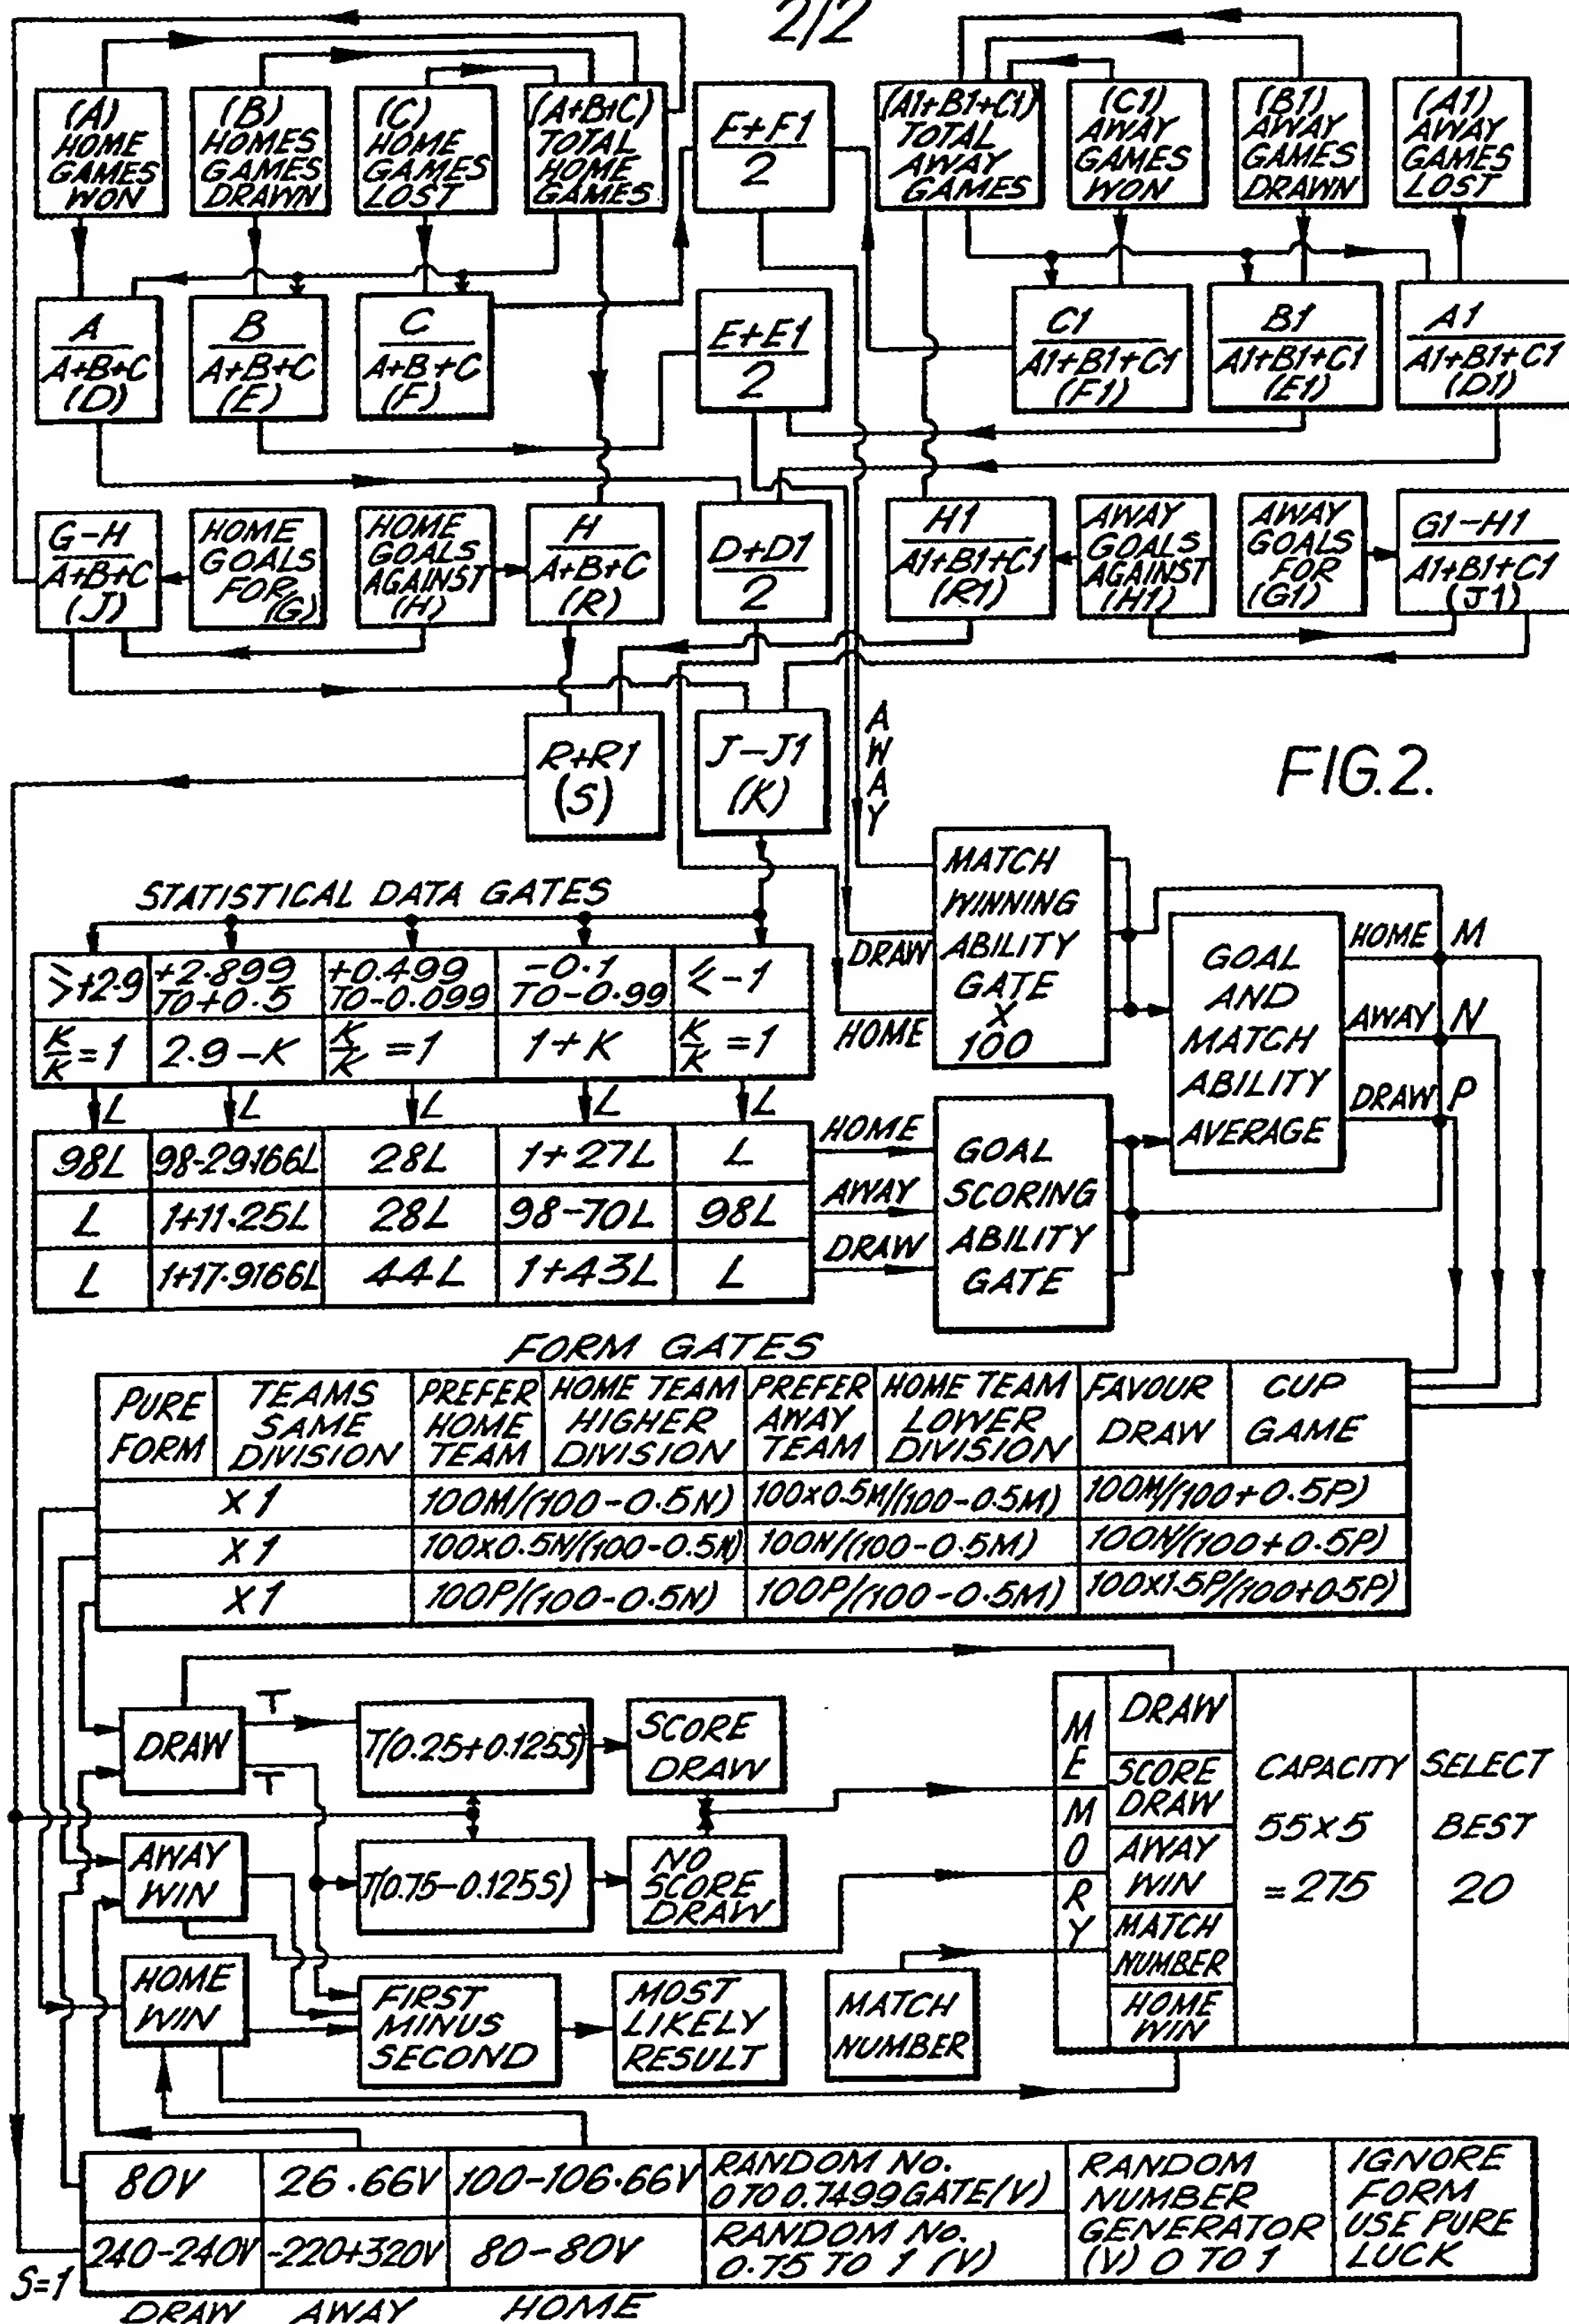 2/2
(A)
HOME
GAMES
WON
(B)
HOMES
GAMES
DRAWN
(C)
HOME
GAMES
LOST
(A+B+C)
TOTAL
HOME
GAMES
F+F1
2
(A1+B1+C1)
TOTAL
AWAY
GAMES
(C1)
AWAY
GAMES
WON
(B1)
AWAY
GAMES
DRAWN
(A1)
AWAY
GAMES
LOST
A
A+B+C
(D)
B
A+B+C
(E)
C
A+B+C
(F)
E+E1
2
C1
A1+B1+C1
(F1)
B1
A1+B1+C1
(E1)
A1
A1+B1+C1
(D1)
G-H
A+B+C
(J)
HOME
GOALS
FOR
(G)
HOME
GOALS
AGAINST
(H)
H
A+B+C
(R)
D+D1
2
H1
A1+B1+C1
(R1)
AWAY
GOALS
AGAINST
(H1)
AWAY
GOALS
FOR
(G1)
G1-H1
A1+B1+C1
(J1)
R+R1
(S)
J-J1
(K)
AWAY
FIG.2.
STATISTICAL DATA GATES
⩾+2.9
+2.899
TO+0.5
+0.499
TO-0.099
-0.1
TO-0.99
⩽-1
K/K=1
2.9-K
K/K=1
1+K
K/K=1
L L L L L
98L 98-29.166L 28L 1+27L L
L 1+11.25L 28L 98-70L 98L
L 1+17.9166L 44L 1+43L L
DRAW
HOME
MATCH
WINNING
ABILITY
GATE
X
100
HOME
AWAY
DRAW
GOAL
SCORING
ABILITY
GATE
GOAL
AND
MATCH
ABILITY
AVERAGE
HOME M
AWAY N
DRAW P
FORM GATES
PURE
FORM
TEAMS
SAME
DIVISION
PREFER
HOME
TEAM
HOME TEAM
HIGHER
DIVISION
PREFER
AWAY
TEAM
HOME TEAM
LOWER
DIVISION
FAVOUR
DRAW
CUP
GAME
X1 100M/(100-0.5N) 100x0.5M/(100-0.5M) 100M/(100+0.5P)
X1 100x0.5N/(100-0.5N) 100N/(100-0.5M) 100N/(100+0.5P)
X1 100P/(100-0.5N) 100P/(100-0.5M) 100x1.5P/(100+0.5P)
DRAW
T
T
T(0.25+0.125S)
SCORE
DRAW
AWAY
WIN
T(0.75-0.125S)
NO
SCORE
DRAW
HOME
WIN
FIRST
MINUS
SECOND
MOST
LIKELY
RESULT
MATCH
NUMBER
MEMORY
DRAW
SCORE
DRAW
AWAY
WIN
MATCH
NUMBER
HOME
WIN
CAPACITY
55x5
=275
SELECT
BEST
20
80V 26.66V 100-106.66V
RANDOM No.
0 TO 0.7499 GATE(V)
240-240V -220+320V 80-80V
RANDOM No.
0.75 TO 1 (V)
RANDOM
NUMBER
GENERATOR
(V) 0 TO 1
IGNORE
FORM
USE PURE
LUCK
S=1
DRAW AWAY HOME